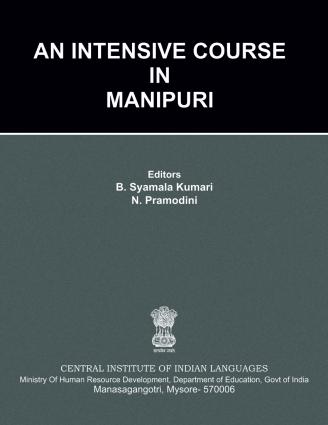 AN INTENSIVE COURSE
IN
MANIPURI
Editors
B. Syamala Kumari
N. Pramodini
CENTRAL INSTITUTE OF INDIAN LANGUAGES
Ministry Of Human Resource Development, Department of Education, Govt of India
Manasagangotri, Mysore- 570006